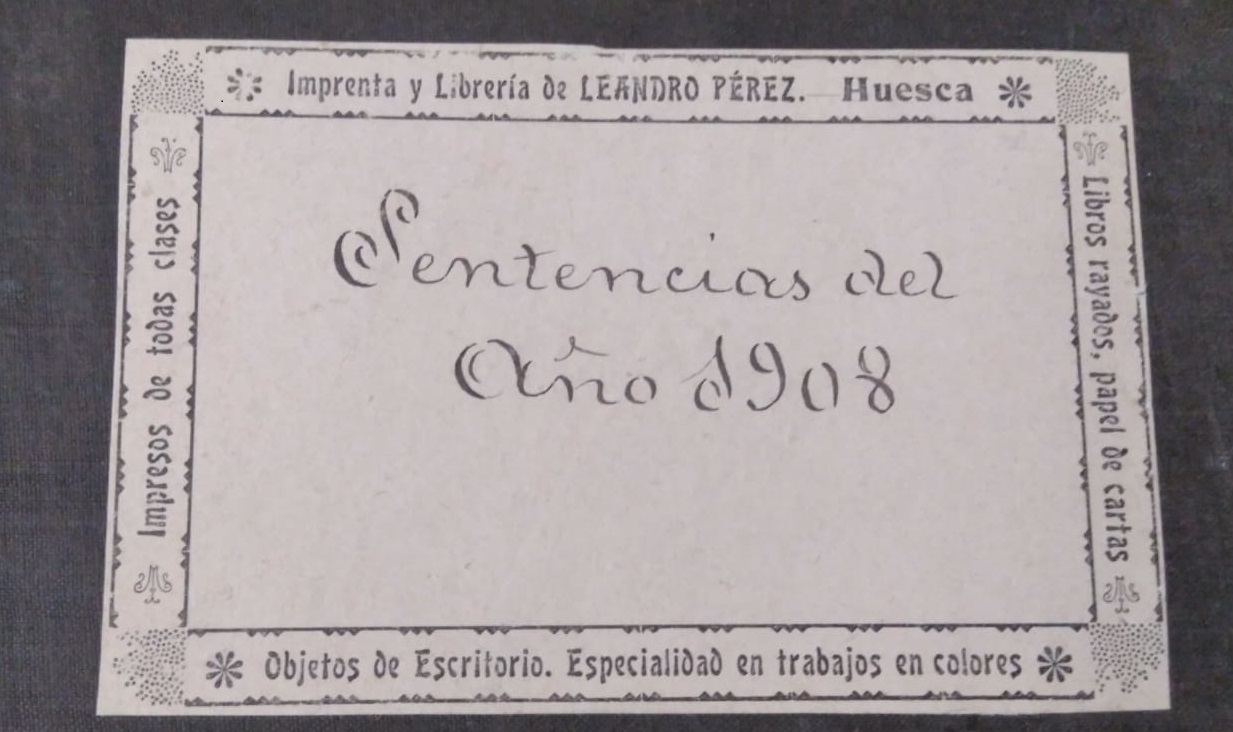 Imprenta y Librería de LEANDRO PÉREZ. Huesca
Impresos de todas clases
Sentencias del
Año 1908
Libros rayados, papel de cartas
Objetos de Escritorio. Especialidad en trabajos en colores